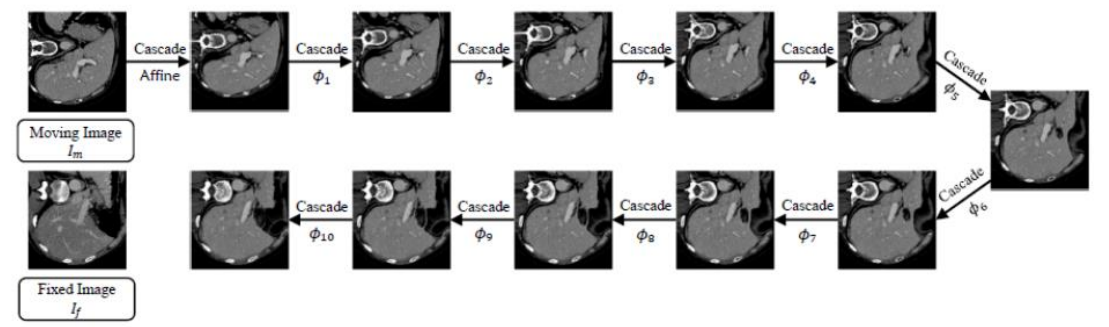 Cascade
Affine
Cascade
ϕ₁
Cascade
ϕ₂
Cascade
ϕ₃
Cascade
ϕ₄
Cascade
ϕ₅
Moving Image
Iₘ
Cascade
ϕ₆
Cascade
ϕ₇
Cascade
ϕ₈
Cascade
ϕ₉
Cascade
ϕ₁₀
Fixed Image
I_f